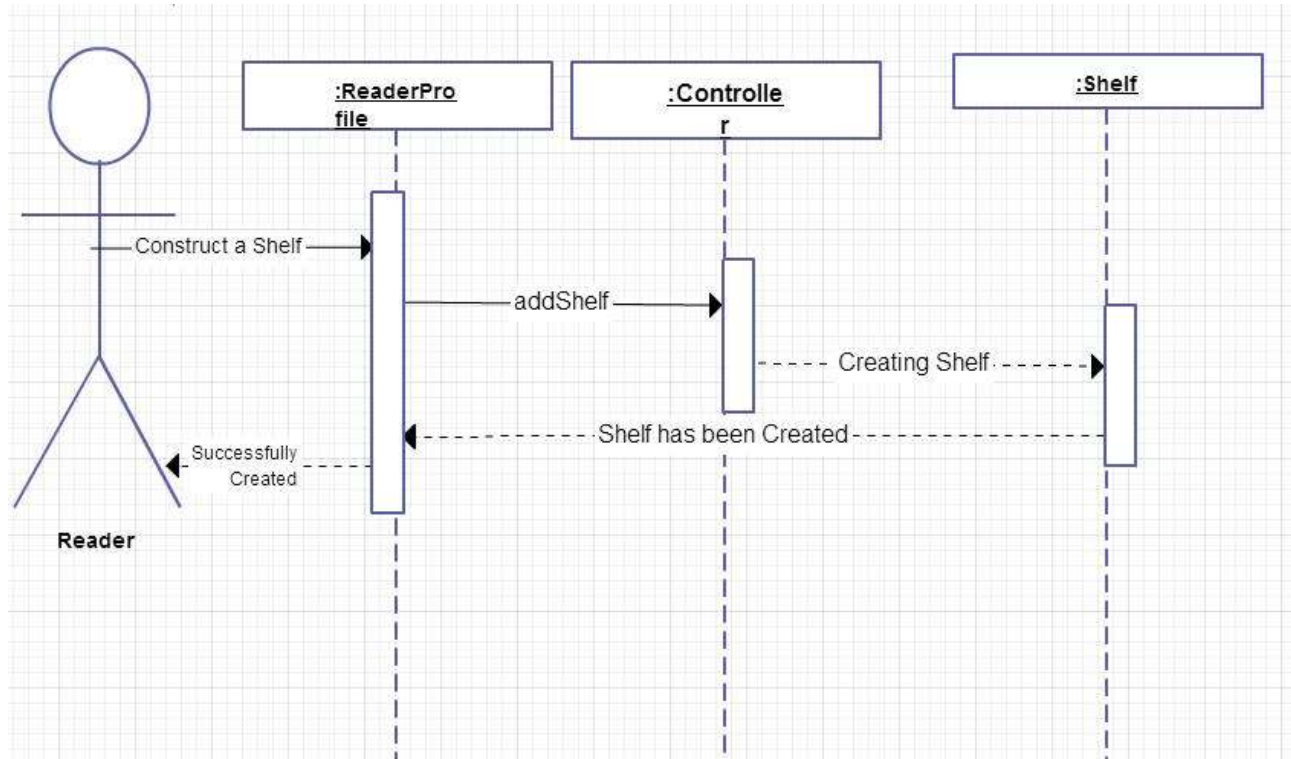 :ReaderPro
file
:Controlle
r
:Shelf
Construct a Shelf
addShelf
Creating Shelf
Shelf has been Created
Successfully
Created
Reader